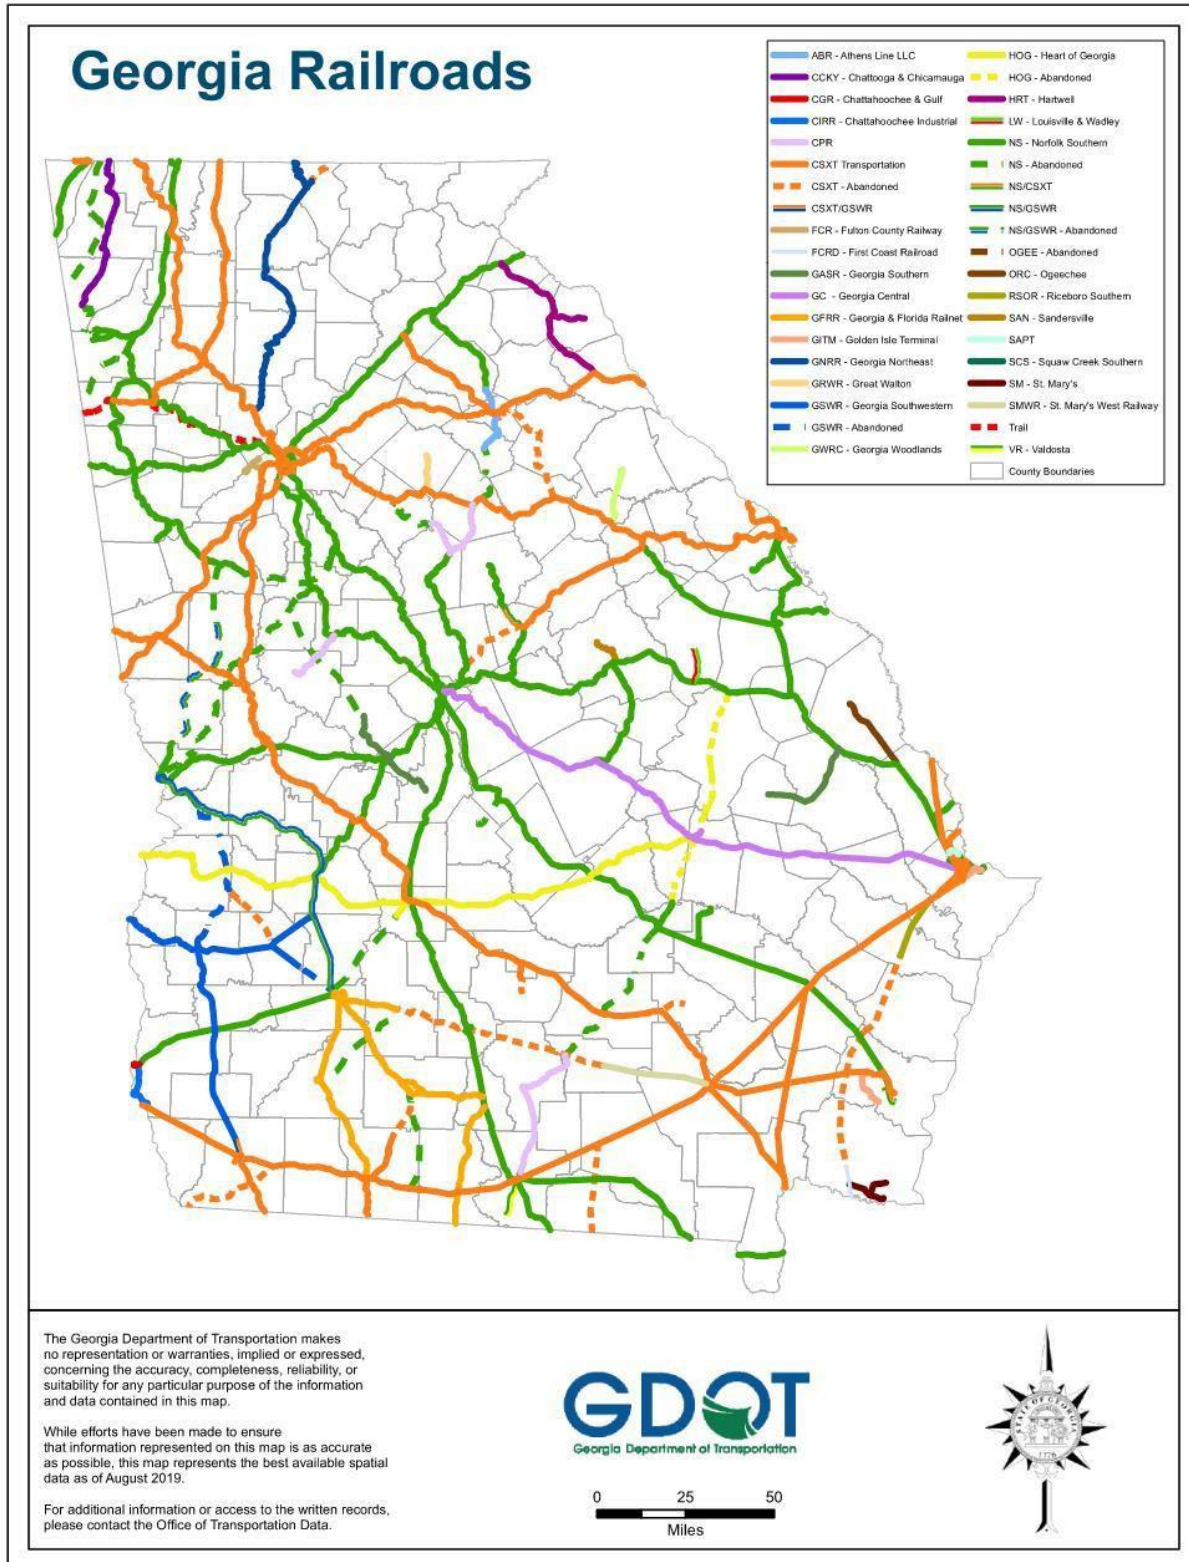 Georgia Railroads
ABR - Athens Line LLC
CCKY - Chattooga & Chicamauga
CGR - Chattahoochee & Gulf
CIRR - Chattahoochee Industrial
CPR
CSXT Transportation
CSXT - Abandoned
CSXT/GSWR
FCR - Fulton County Railway
FCRD - First Coast Railroad
GASR - Georgia Southern
GC - Georgia Central
GFRR - Georgia & Florida Railnet
GITM - Golden Isle Terminal
GNRR - Georgia Northeast
GRWR - Great Walton
GSWR - Georgia Southwestern
GSWR - Abandoned
GWRC - Georgia Woodlands
HOG - Heart of Georgia
HOG - Abandoned
HRT - Hartwell
LW - Louisville & Wadley
NS - Norfolk Southern
NS - Abandoned
NS/CSXT
NS/GSWR
NS/GSWR - Abandoned
OGEE - Abandoned
ORC - Ogeechee
RSOR - Riceboro Southern
SAN - Sandersville
SAPT
SCS - Squaw Creek Southern
SM - St. Mary's
SMWR - St. Mary's West Railway
Trail
VR - Valdosta
County Boundaries
The Georgia Department of Transportation makes
no representation or warranties, implied or expressed,
concerning the accuracy, completeness, reliability, or
suitability for any particular purpose of the information
and data contained in this map.
While efforts have been made to ensure
that information represented on this map is as accurate
as possible, this map represents the best available spatial
data as of August 2019.
For additional information or access to the written records,
please contact the Office of Transportation Data.
GDOT
Georgia Department of Transportation
0 25 50
Miles
STATE OF GEORGIA
1776